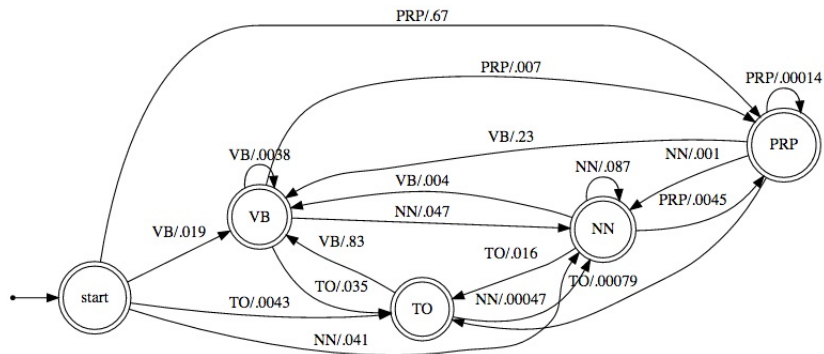 PRP/.67
PRP/.007
PRP/.00014
VB/.23
PRP
VB/.0038
NN/.087
NN/.001
VB/.004
PRP/.0045
VB
NN/.047
NN
VB/.019
VB/.83
TO/.016
TO/.035
NN/.00047
TO/.00079
start
TO/.0043
TO
NN/.041